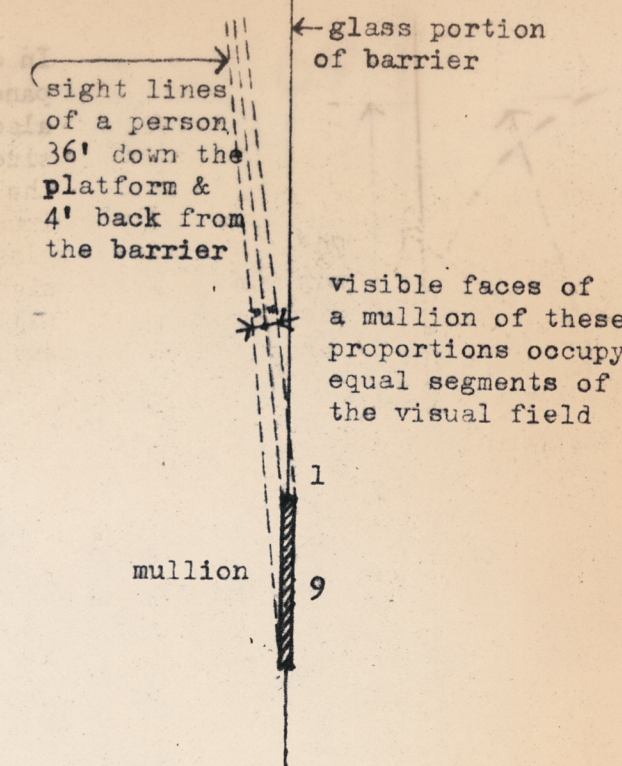 glass portion
of barrier
sight lines
of a person
36' down the
platform &
4' back from
the barrier
visible faces of
a mullion of these
proportions occupy
equal segments of
the visual field
1
mullion
9